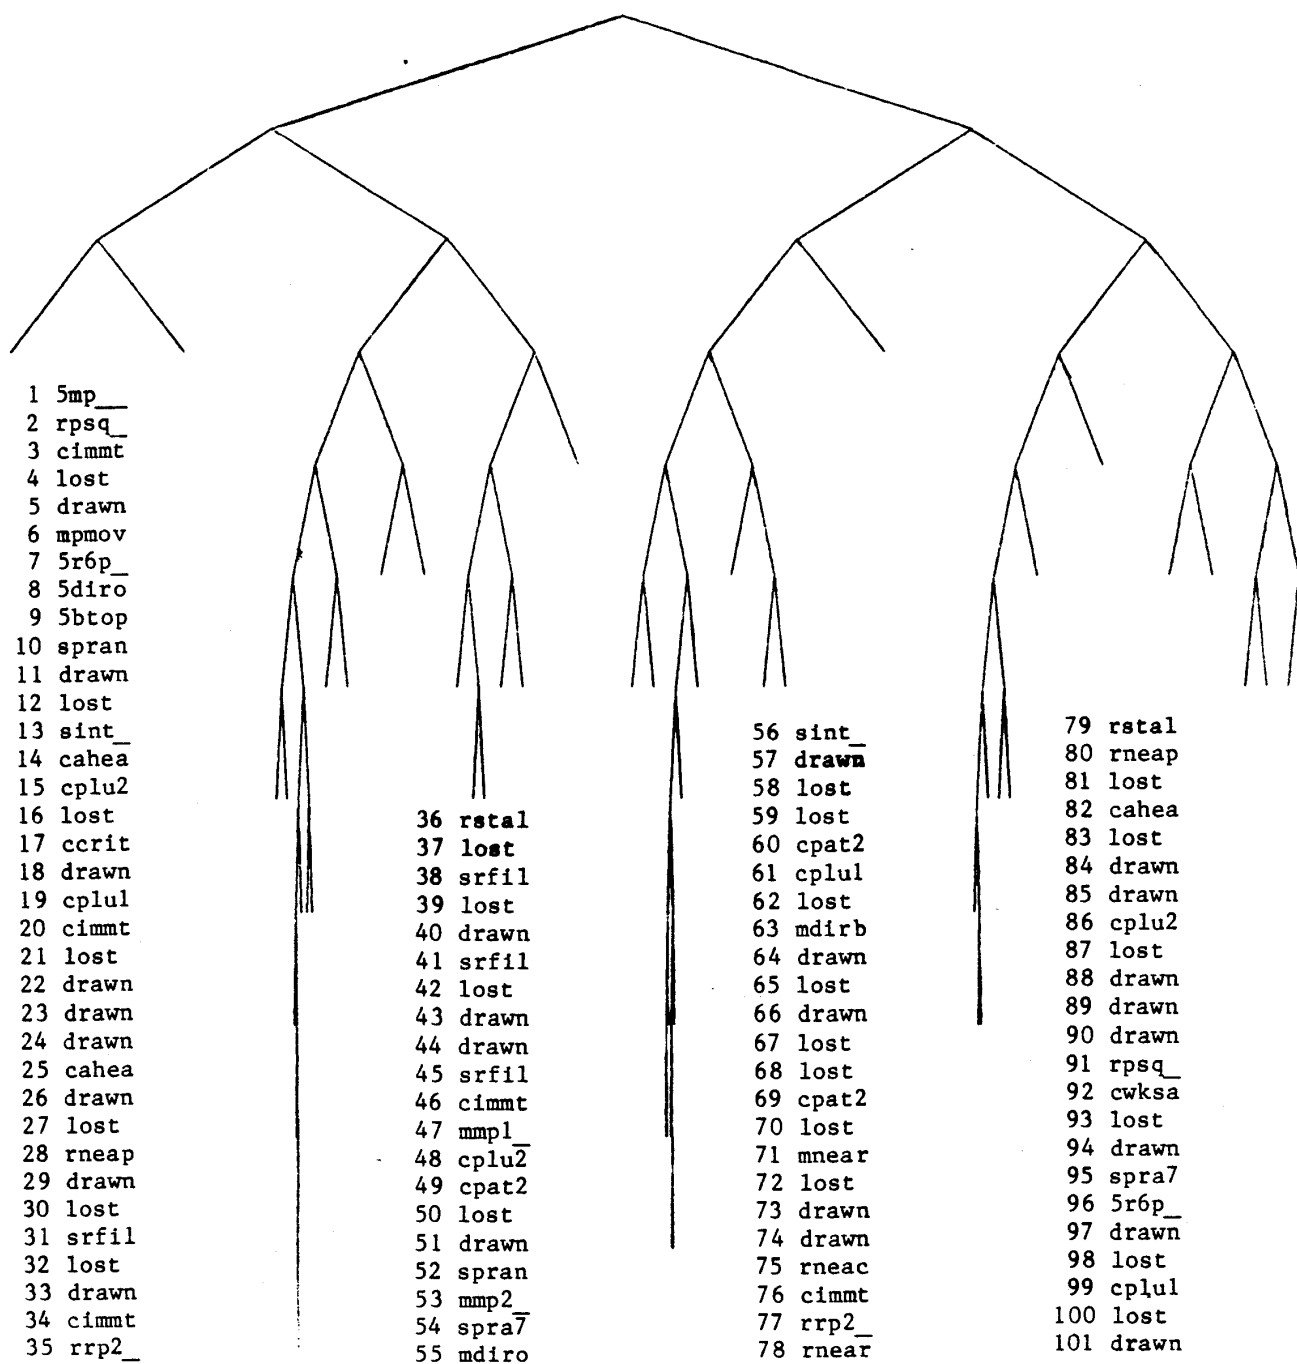 1 5mp__
2 rpsq_
3 cimmt
4 lost
5 drawn
6 mpmov
7 5r6p_
8 5diro
9 5btop
10 spran
11 drawn
12 lost
13 sint_
14 cahea
15 cplu2
16 lost
17 ccrit
18 drawn
19 cplu1
20 cimmt
21 lost
22 drawn
23 drawn
24 drawn
25 cahea
26 drawn
27 lost
28 rneap
29 drawn
30 lost
31 srfil
32 lost
33 drawn
34 cimmt
35 rrp2_
36 rstal
37 lost
38 srfil
39 lost
40 drawn
41 srfil
42 lost
43 drawn
44 drawn
45 srfil
46 cimmt
47 mmp1_
48 cplu2
49 cpat2
50 lost
51 drawn
52 spran
53 mmp2_
54 spra7
55 mdiro
56 sint_
57 drawn
58 lost
59 lost
60 cpat2
61 cplu1
62 lost
63 mdirb
64 drawn
65 lost
66 drawn
67 lost
68 lost
69 cpat2
70 lost
71 mnear
72 lost
73 drawn
74 drawn
75 rneac
76 cimmt
77 rrp2_
78 rnear
79 rstal
80 rneap
81 lost
82 cahea
83 lost
84 drawn
85 drawn
86 cplu2
87 lost
88 drawn
89 drawn
90 drawn
91 rpsq_
92 cwksa
93 lost
94 drawn
95 spra7
96 5r6p_
97 drawn
98 lost
99 cplu1
100 lost
101 drawn